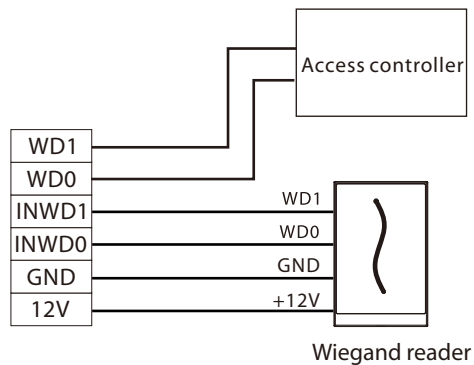 Access controller
WD1
WD0
INWD1
INWD0
GND
12V
WD1
WD0
GND
+12V
Wiegand reader